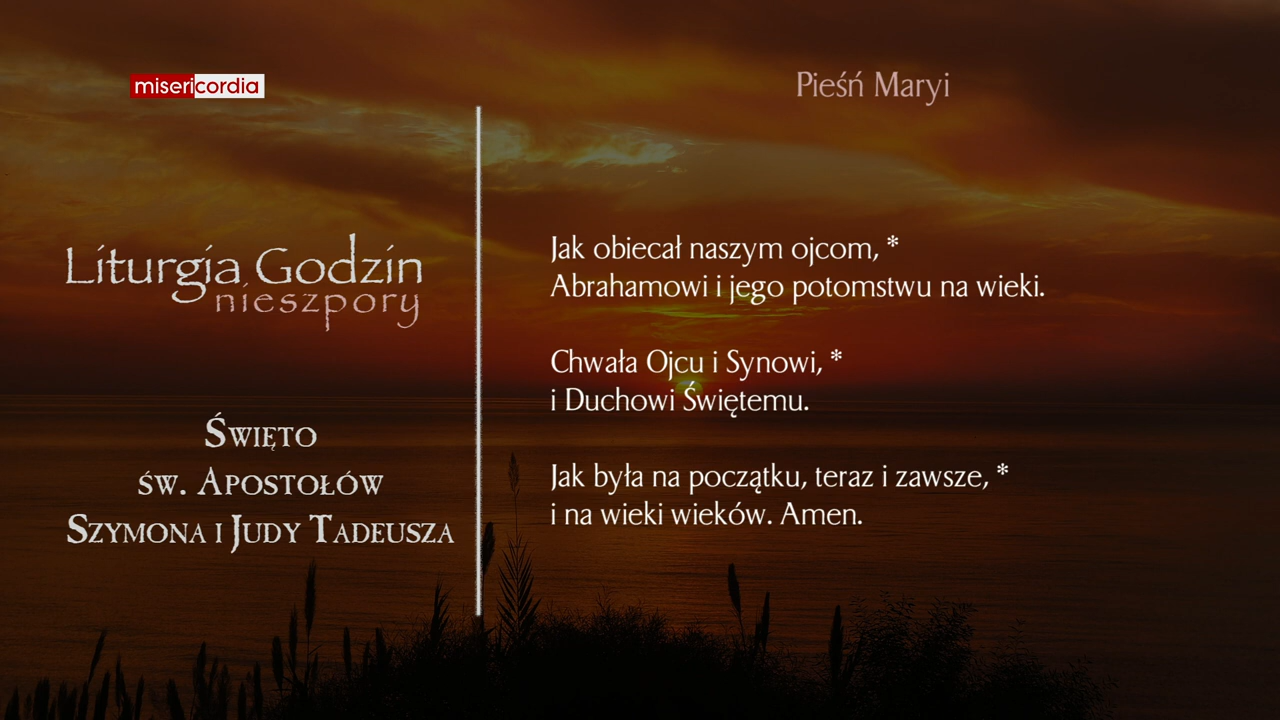 misericordia
Pieśń Maryi
Liturgia Godzin
nieszpory
Święto
św. Apostołów
Szymona i Judy Tadeusza
Jak obiecał naszym ojcom, *
Abrahamowi i jego potomstwu na wieki.
Chwała Ojcu i Synowi, *
i Duchowi Świętemu.
Jak była na początku, teraz i zawsze, *
i na wieki wieków. Amen.